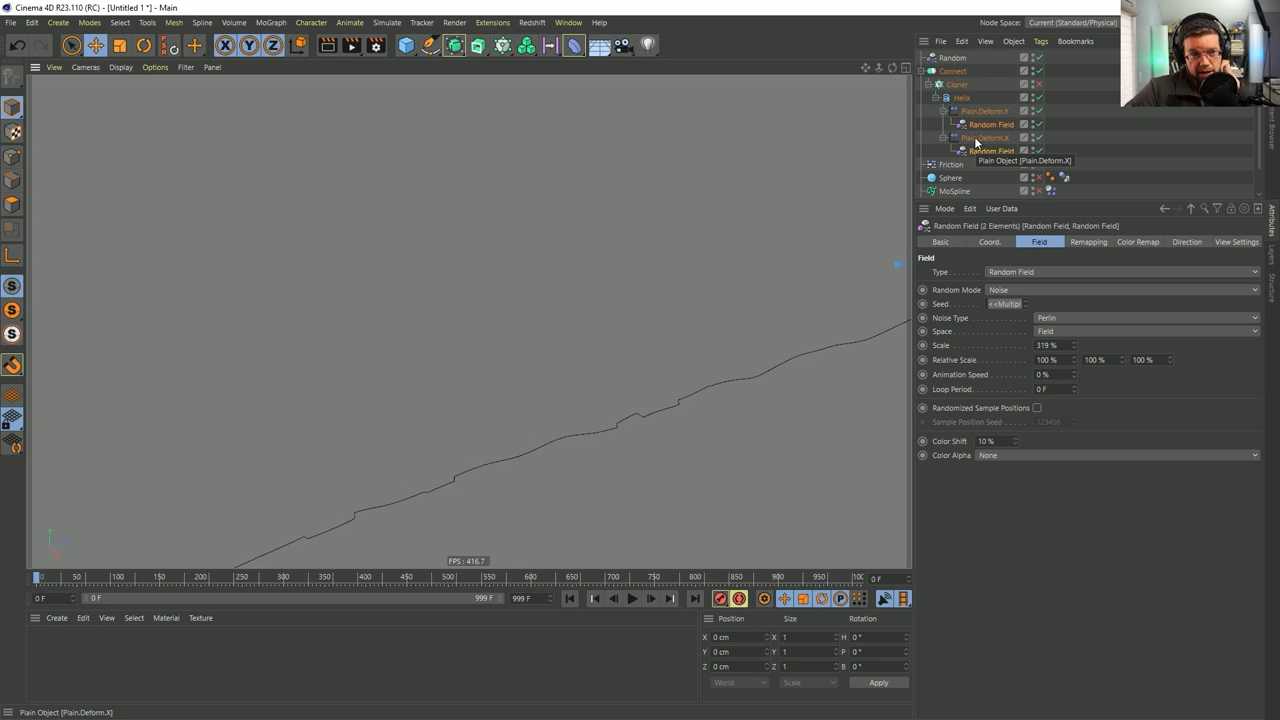 Cinema 4D R23.110 (RC) - [Untitled 1 *] - Main
File Edit Create Modes Select Tools Mesh Spline Volume MoGraph Character Animate Simulate Tracker Render Extensions Redshift Window Help
Node Space: Current (Standard/Physical)
View Cameras Display Options Filter Panel
File Edit View Object Tags Bookmarks
Random
Connect
Cloner
Helix
Plain.Deform.Y
Random Field
Plain.Deform.X
Random Field
Plain Object [Plain.Deform.X]
Friction
Sphere
MoSpline
Mode Edit User Data
Random Field (2 Elements) [Random Field, Random Field]
Basic Coord. Field Remapping Color Remap Direction View Settings
Field
Type Random Field
Random Mode Noise
Seed <<Multipl
Noise Type Perlin
Space Field
Scale 319 %
Relative Scale 100 % 100 % 100 %
Animation Speed 0 %
Loop Period 0 F
Randomized Sample Positions
Sample Position Seed 123456
Color Shift 10 %
Color Alpha None
Attributes
Layers
Structure
FPS : 416.7
0 50 100 150 200 250 300 350 400 450 500 550 600 650 700 750 800 850 900 950 100 0 F
0 F 0 F 999 F 999 F
Create Edit Function Select Material Texture
Position Size Rotation
X 0 cm X 1 H 0 °
Y 0 cm Y 1 P 0 °
Z 0 cm Z 1 B 0 °
World Scale Apply
Plain Object [Plain.Deform.X]